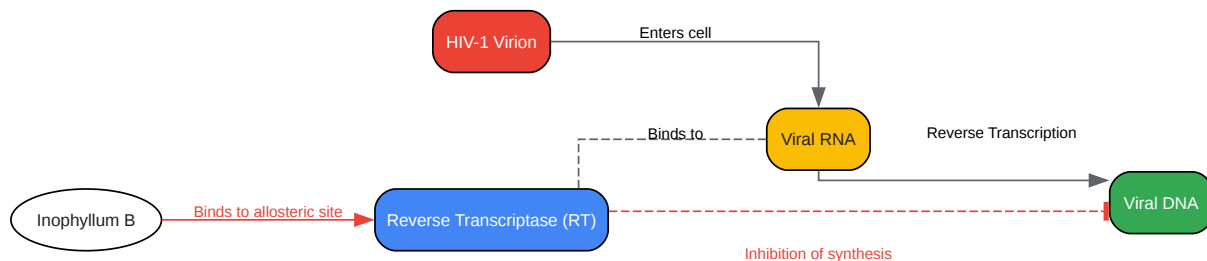 HIV-1 Virion
Enters cell
Viral RNA
Binds to
Reverse Transcription
Inophyllum B
Binds to allosteric site
Reverse Transcriptase (RT)
Viral DNA
Inhibition of synthesis